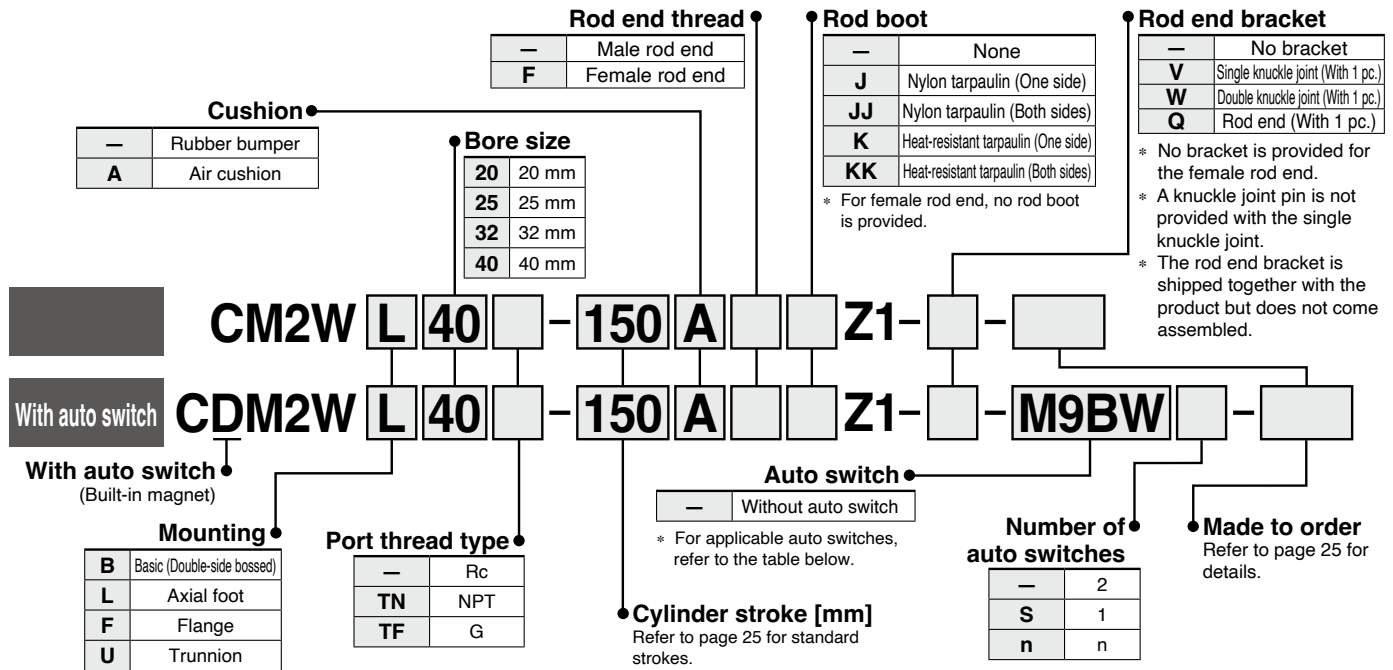 Rod end thread
— Male rod end
F Female rod end
Rod boot
— None
J Nylon tarpaulin (One side)
JJ Nylon tarpaulin (Both sides)
K Heat-resistant tarpaulin (One side)
KK Heat-resistant tarpaulin (Both sides)
* For female rod end, no rod boot
is provided.
Rod end bracket
— No bracket
V Single knuckle joint (With 1 pc.)
W Double knuckle joint (With 1 pc.)
Q Rod end (With 1 pc.)
* No bracket is provided for
the female rod end.
* A knuckle joint pin is not
provided with the single
knuckle joint.
* The rod end bracket is
shipped together with the
product but does not come
assembled.
Cushion
— Rubber bumper
A Air cushion
Bore size
20 20 mm
25 25 mm
32 32 mm
40 40 mm
CM2W L 40 - 150 A Z1- -
With auto switch CDM2W L 40 - 150 A Z1- - M9BW -
With auto switch
(Built-in magnet)
Mounting
B Basic (Double-side bossed)
L Axial foot
F Flange
U Trunnion
Port thread type
— Rc
TN NPT
TF G
Cylinder stroke [mm]
Refer to page 25 for standard
strokes.
Auto switch
— Without auto switch
* For applicable auto switches,
refer to the table below.
Number of
auto switches
— 2
S 1
n n
Made to order
Refer to page 25 for
details.